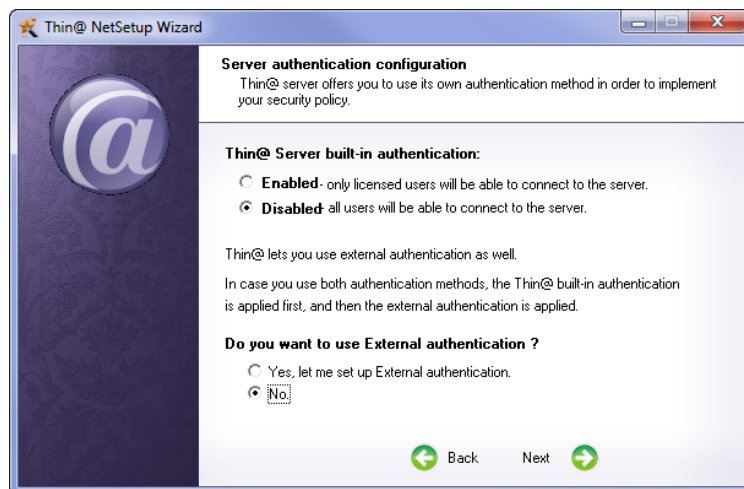 Thin@ NetSetup Wizard
Server authentication configuration
Thin@ server offers you to use its own authentication method in order to implement
your security policy.
@
Thin@ Server built-in authentication:
Enabled - only licensed users will be able to connect to the server.
Disabled - all users will be able to connect to the server.
Thin@ lets you use external authentication as well.
In case you use both authentication methods, the Thin@ built-in authentication
is applied first, and then the external authentication is applied.
Do you want to use External authentication ?
Yes, let me set up External authentication.
No.
Back Next